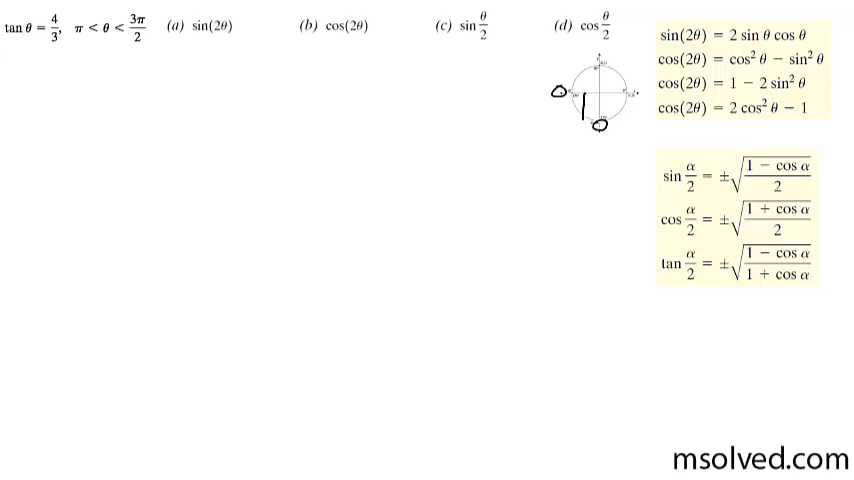 tan θ = 4/3, π < θ < 3π/2 (a) sin(2θ) (b) cos(2θ) (c) sin θ/2 (d) cos θ/2
sin(2θ) = 2 sin θ cos θ
cos(2θ) = cos² θ − sin² θ
cos(2θ) = 1 − 2 sin² θ
cos(2θ) = 2 cos² θ − 1
sin α/2 = ±√((1 − cos α)/2)
cos α/2 = ±√((1 + cos α)/2)
tan α/2 = ±√((1 − cos α)/(1 + cos α))
msolved.com